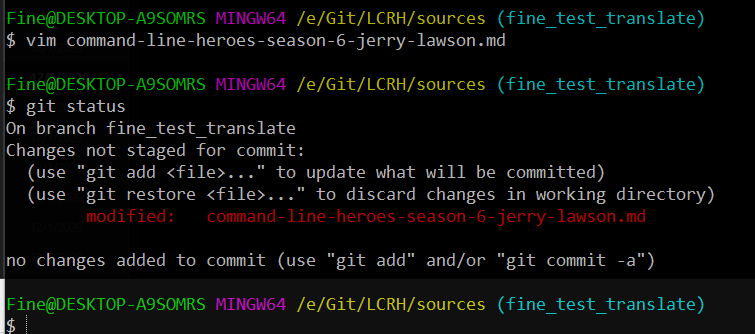 Fine@DESKTOP-A9SOMRS MINGW64 /e/Git/LCRH/sources (fine_test_translate)
$ vim command-line-heroes-season-6-jerry-lawson.md
Fine@DESKTOP-A9SOMRS MINGW64 /e/Git/LCRH/sources (fine_test_translate)
$ git status
On branch fine_test_translate
Changes not staged for commit:
  (use "git add <file>..." to update what will be committed)
  (use "git restore <file>..." to discard changes in working directory)
        modified:   command-line-heroes-season-6-jerry-lawson.md
no changes added to commit (use "git add" and/or "git commit -a")
Fine@DESKTOP-A9SOMRS MINGW64 /e/Git/LCRH/sources (fine_test_translate)
$